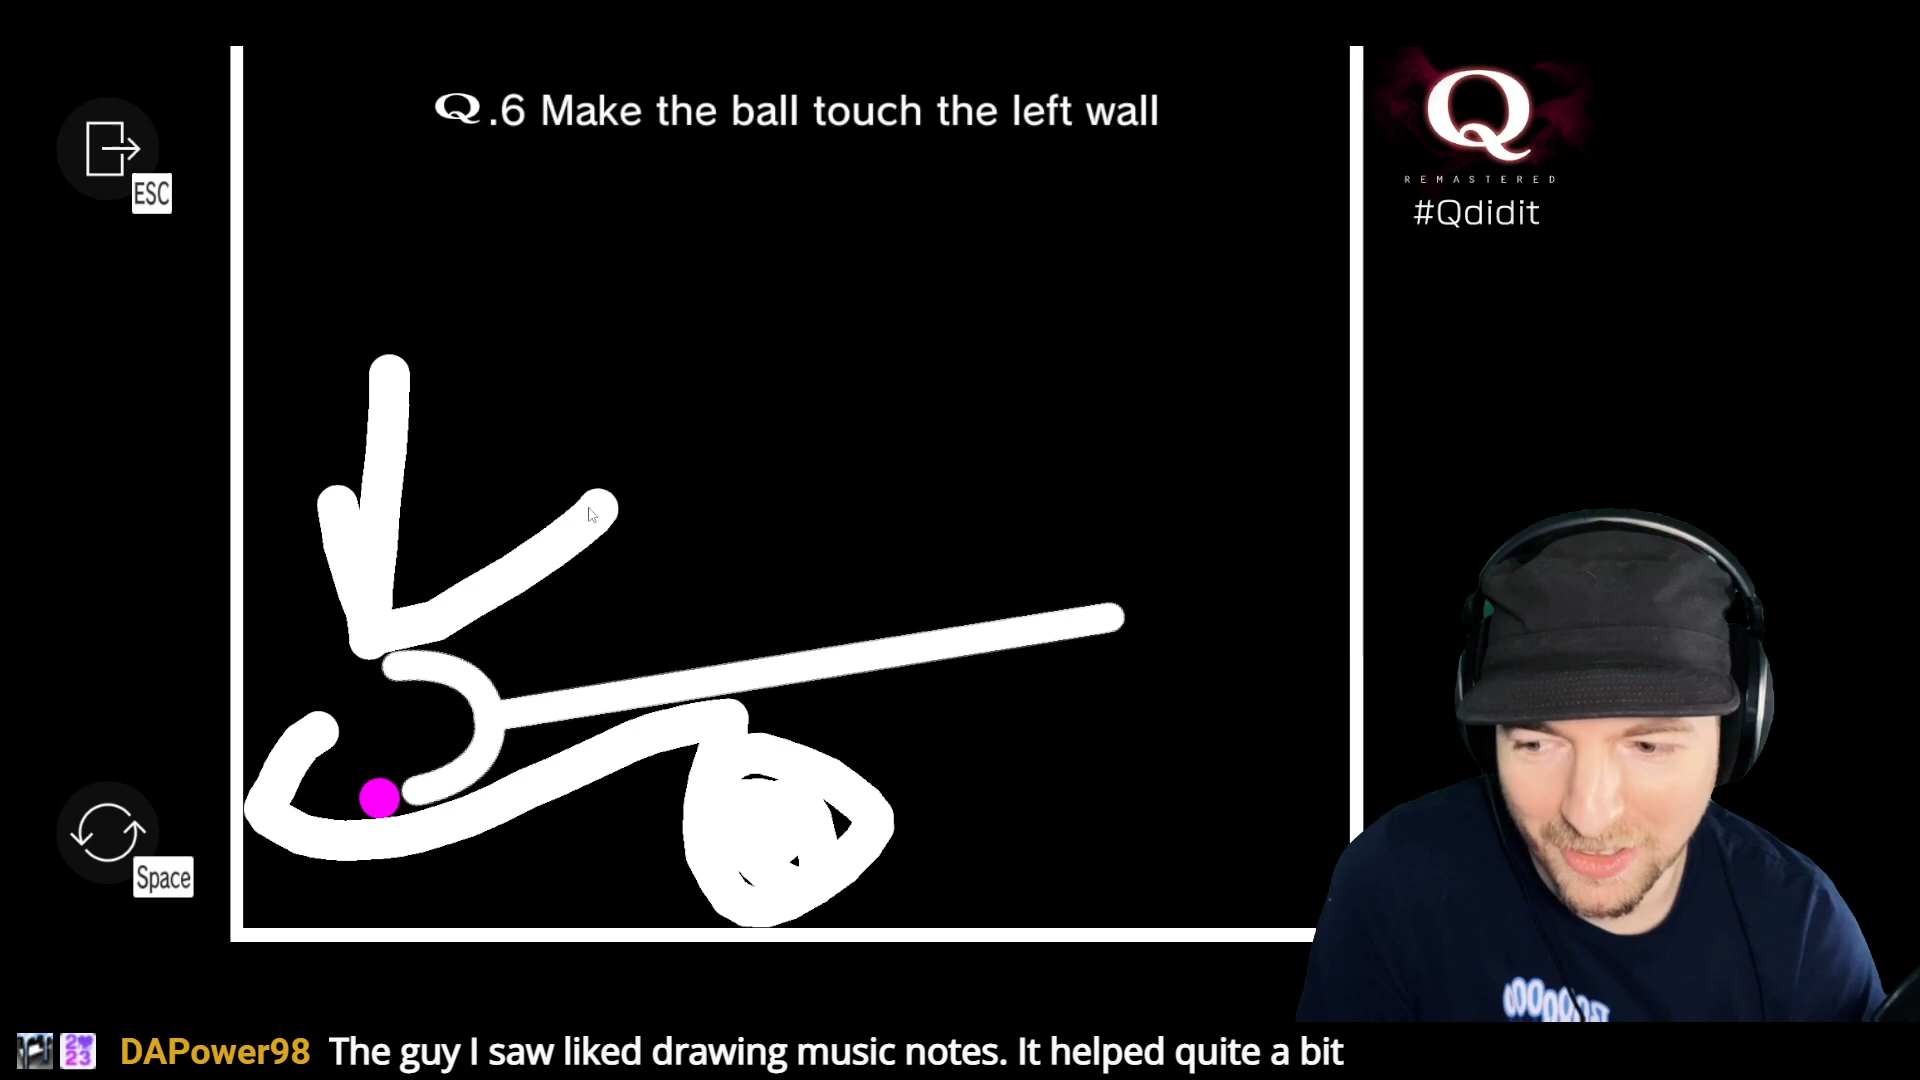 Q.6 Make the ball touch the left wall
Q
REMASTERED
#Qdidit
ESC
Space
DAPower98 The guy I saw liked drawing music notes. It helped quite a bit